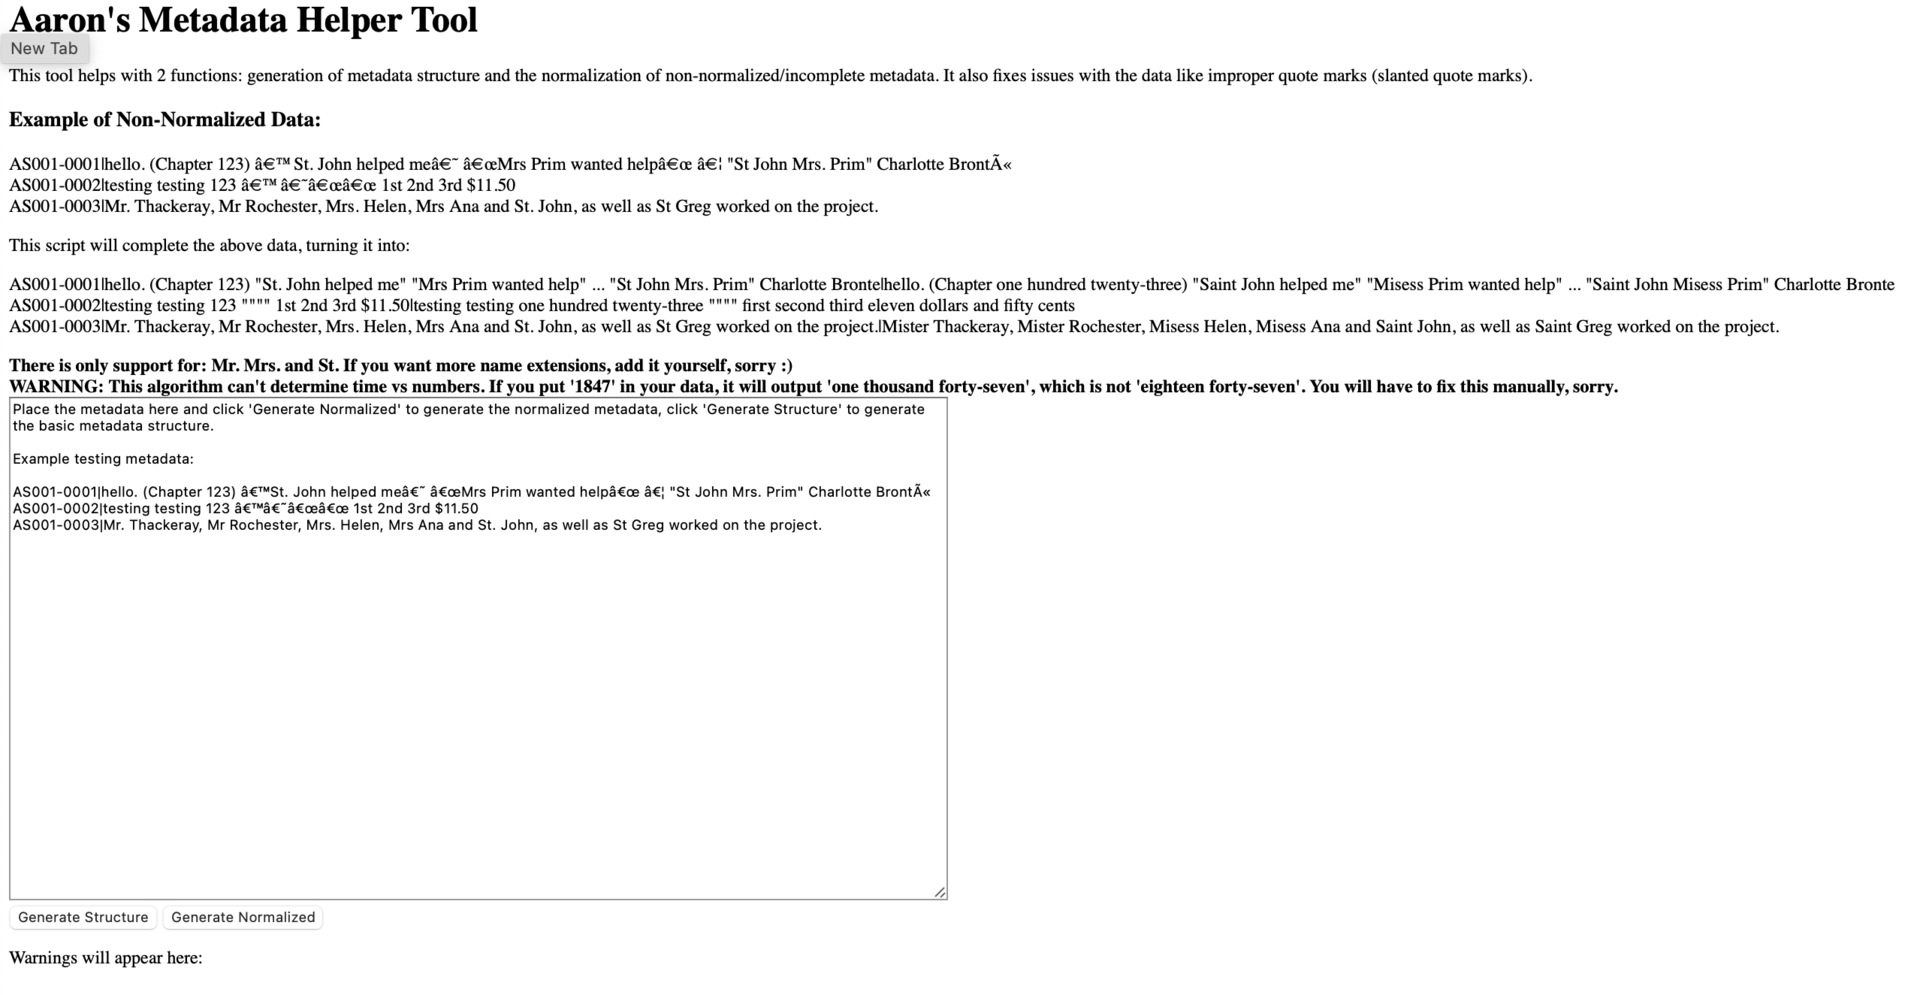 Aaron's Metadata Helper Tool
New Tab
This tool helps with 2 functions: generation of metadata structure and the normalization of non-normalized/incomplete metadata. It also fixes issues with the data like improper quote marks (slanted quote marks).
Example of Non-Normalized Data:
AS001-0001|hello. (Chapter 123) â€™ St. John helped meâ€˜ â€œMrs Prim wanted helpâ€œ â€¦ "St John Mrs. Prim" Charlotte BrontÃ«
AS001-0002|testing testing 123 â€™ â€˜â€œâ€œ 1st 2nd 3rd $11.50
AS001-0003|Mr. Thackeray, Mr Rochester, Mrs. Helen, Mrs Ana and St. John, as well as St Greg worked on the project.
This script will complete the above data, turning it into:
AS001-0001|hello. (Chapter 123) "St. John helped me" "Mrs Prim wanted help" ... "St John Mrs. Prim" Charlotte Bronte|hello. (Chapter one hundred twenty-three) "Saint John helped me" "Misess Prim wanted help" ... "Saint John Misess Prim" Charlotte Bronte
AS001-0002|testing testing 123 """" 1st 2nd 3rd $11.50|testing testing one hundred twenty-three """" first second third eleven dollars and fifty cents
AS001-0003|Mr. Thackeray, Mr Rochester, Mrs. Helen, Mrs Ana and St. John, as well as St Greg worked on the project.|Mister Thackeray, Mister Rochester, Misess Helen, Misess Ana and Saint John, as well as Saint Greg worked on the project.
There is only support for: Mr. Mrs. and St. If you want more name extensions, add it yourself, sorry :)
WARNING: This algorithm can't determine time vs numbers. If you put '1847' in your data, it will output 'one thousand forty-seven', which is not 'eighteen forty-seven'. You will have to fix this manually, sorry.
Place the metadata here and click 'Generate Normalized' to generate the normalized metadata, click 'Generate Structure' to generate
the basic metadata structure.
Example testing metadata:
AS001-0001|hello. (Chapter 123) â€™St. John helped meâ€˜ â€œMrs Prim wanted helpâ€œ â€¦ "St John Mrs. Prim" Charlotte BrontÃ«
AS001-0002|testing testing 123 â€™â€˜â€œâ€œ 1st 2nd 3rd $11.50
AS001-0003|Mr. Thackeray, Mr Rochester, Mrs. Helen, Mrs Ana and St. John, as well as St Greg worked on the project.
Generate Structure Generate Normalized
Warnings will appear here: